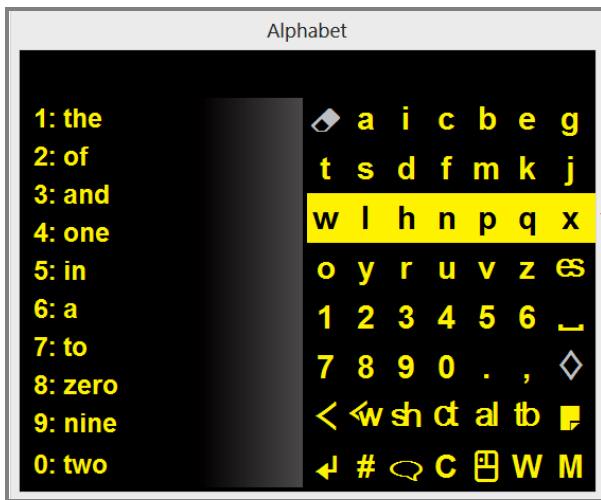 Alphabet
1: the
2: of
3: and
4: one
5: in
6: a
7: to
8: zero
9: nine
0: two
a i c b e g
t s d f m k j
w l h n p q x
o y r u v z es
1 2 3 4 5 6
7 8 9 0 . ,
< <w sh ct al tb
# C W M